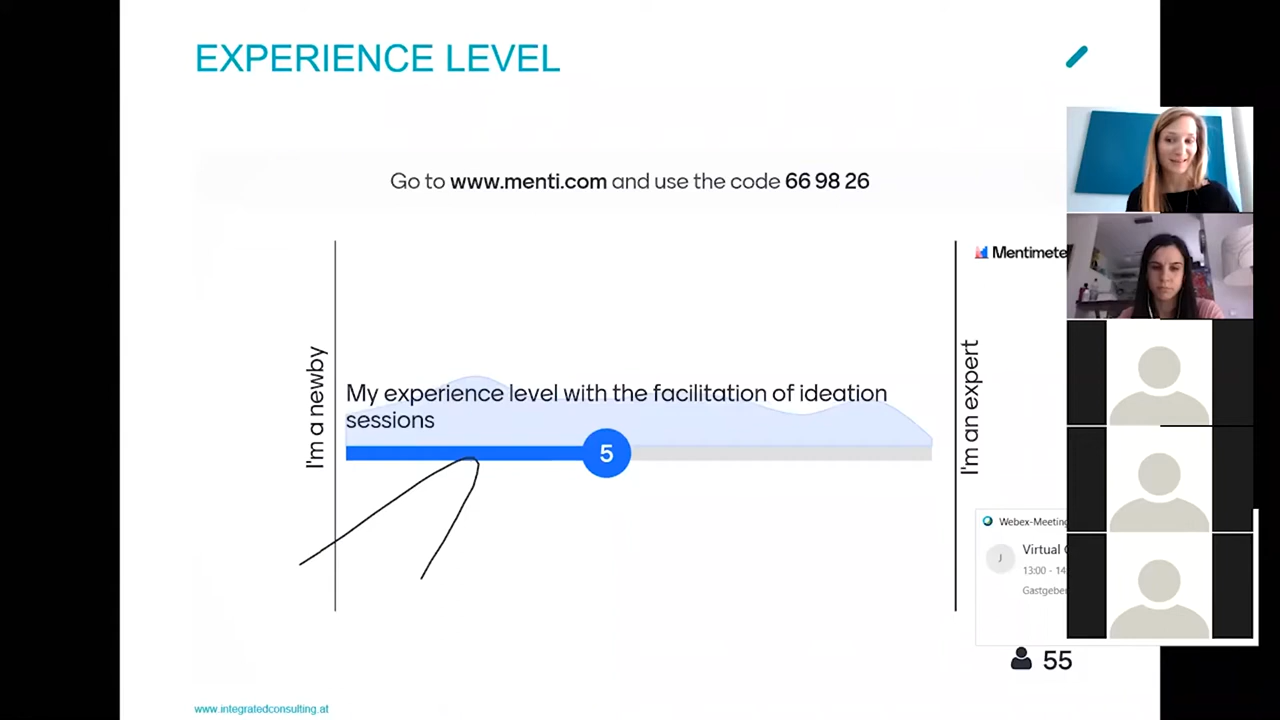 EXPERIENCE LEVEL
Go to www.menti.com and use the code 66 98 26
Mentimete
I'm a newby
My experience level with the facilitation of ideation
sessions
5
I'm an expert
Webex-Meeting
J
Virtual
13:00 - 14
Gastgeber
55
www.integratedconsulting.at